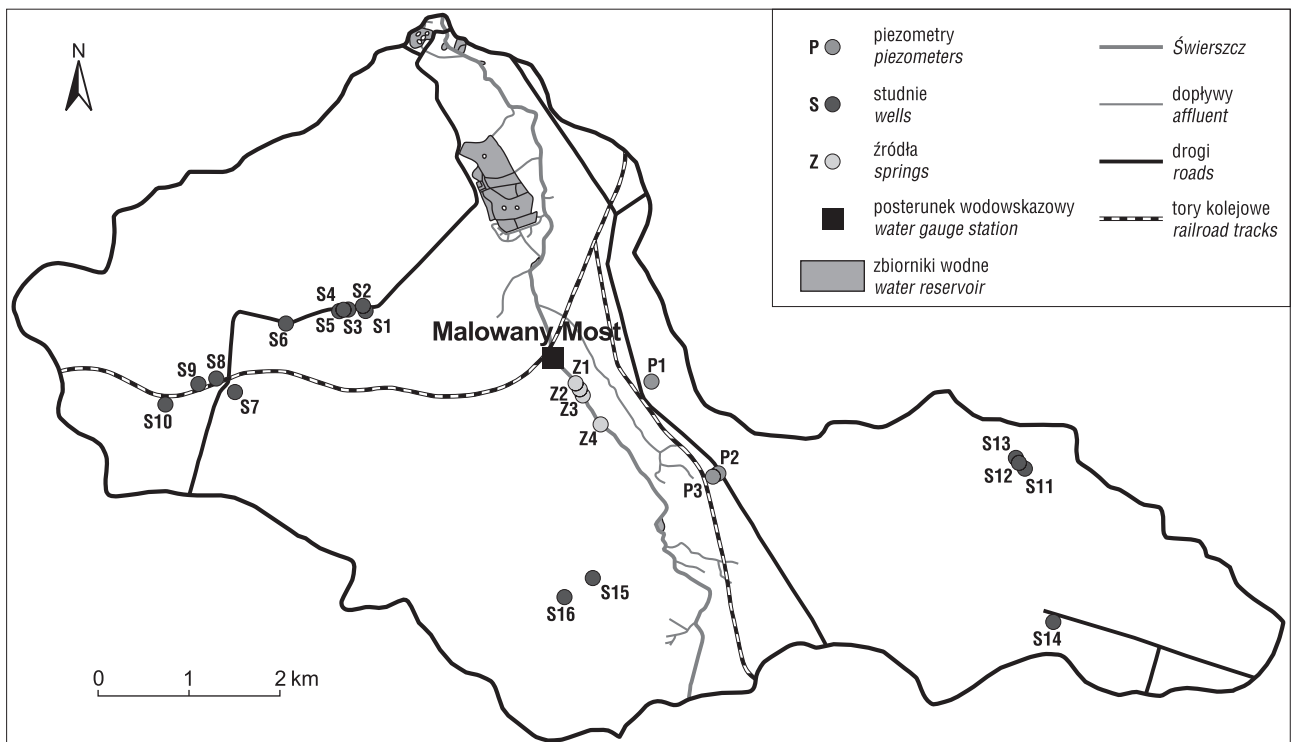 N
P
piezometry
piezometers
S
studnie
wells
Z
źródła
springs
posterunek wodowskazowy
water gauge station
zbiorniki wodne
water reservoir
Świerszcz
dopływy
affluent
drogi
roads
tory kolejowe
railroad tracks
S4
S2
S5
S3
S1
S6
Malowany Most
S9
S8
S10
S7
Z1
Z2
Z3
Z4
P1
P2
P3
S13
S12
S11
S15
S16
S14
0 1 2 km